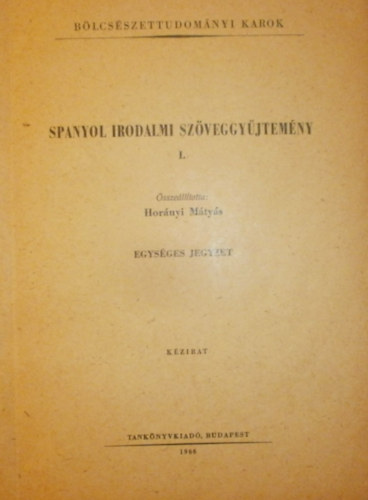 BÖLCSÉSZETTUDOMÁNYI KAROK
SPANYOL IRODALMI SZÖVEGGYŰJTEMÉNY
I.
Összeállította:
Horányi Mátyás
EGYSÉGES JEGYZET
KÉZIRAT
TANKÖNYVKIADÓ, BUDAPEST